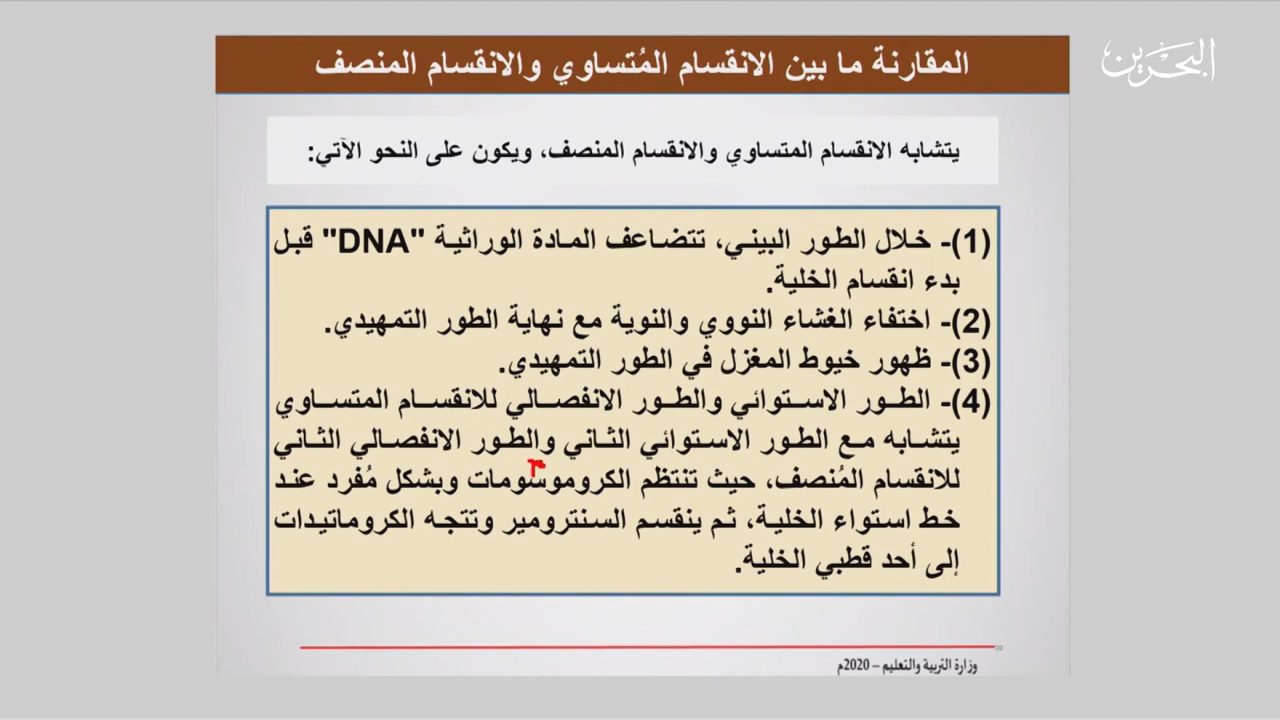 البحرين
المقارنة ما بين الانقسام المُتساوي والانقسام المنصف
يتشابه الانقسام المتساوي والانقسام المنصف، ويكون على النحو الآتي:
(1)- خلال الطور البيني، تتضاعف المادة الوراثية "DNA" قبل
بدء انقسام الخلية.
(2)- اختفاء الغشاء النووي والنوية مع نهاية الطور التمهيدي.
(3)- ظهور خيوط المغزل في الطور التمهيدي.
(4)- الطور الاستوائي والطور الانفصالي للانقسام المتساوي
يتشابه مع الطور الاستوائي الثاني والطور الانفصالي الثاني
للانقسام المُنصف، حيث تنتظم الكروموسومات وبشكل مُفرد عند
خط استواء الخلية، ثم ينقسم السنترومير وتتجه الكروماتيدات
إلى أحد قطبي الخلية.
وزارة التربية والتعليم – 2020م